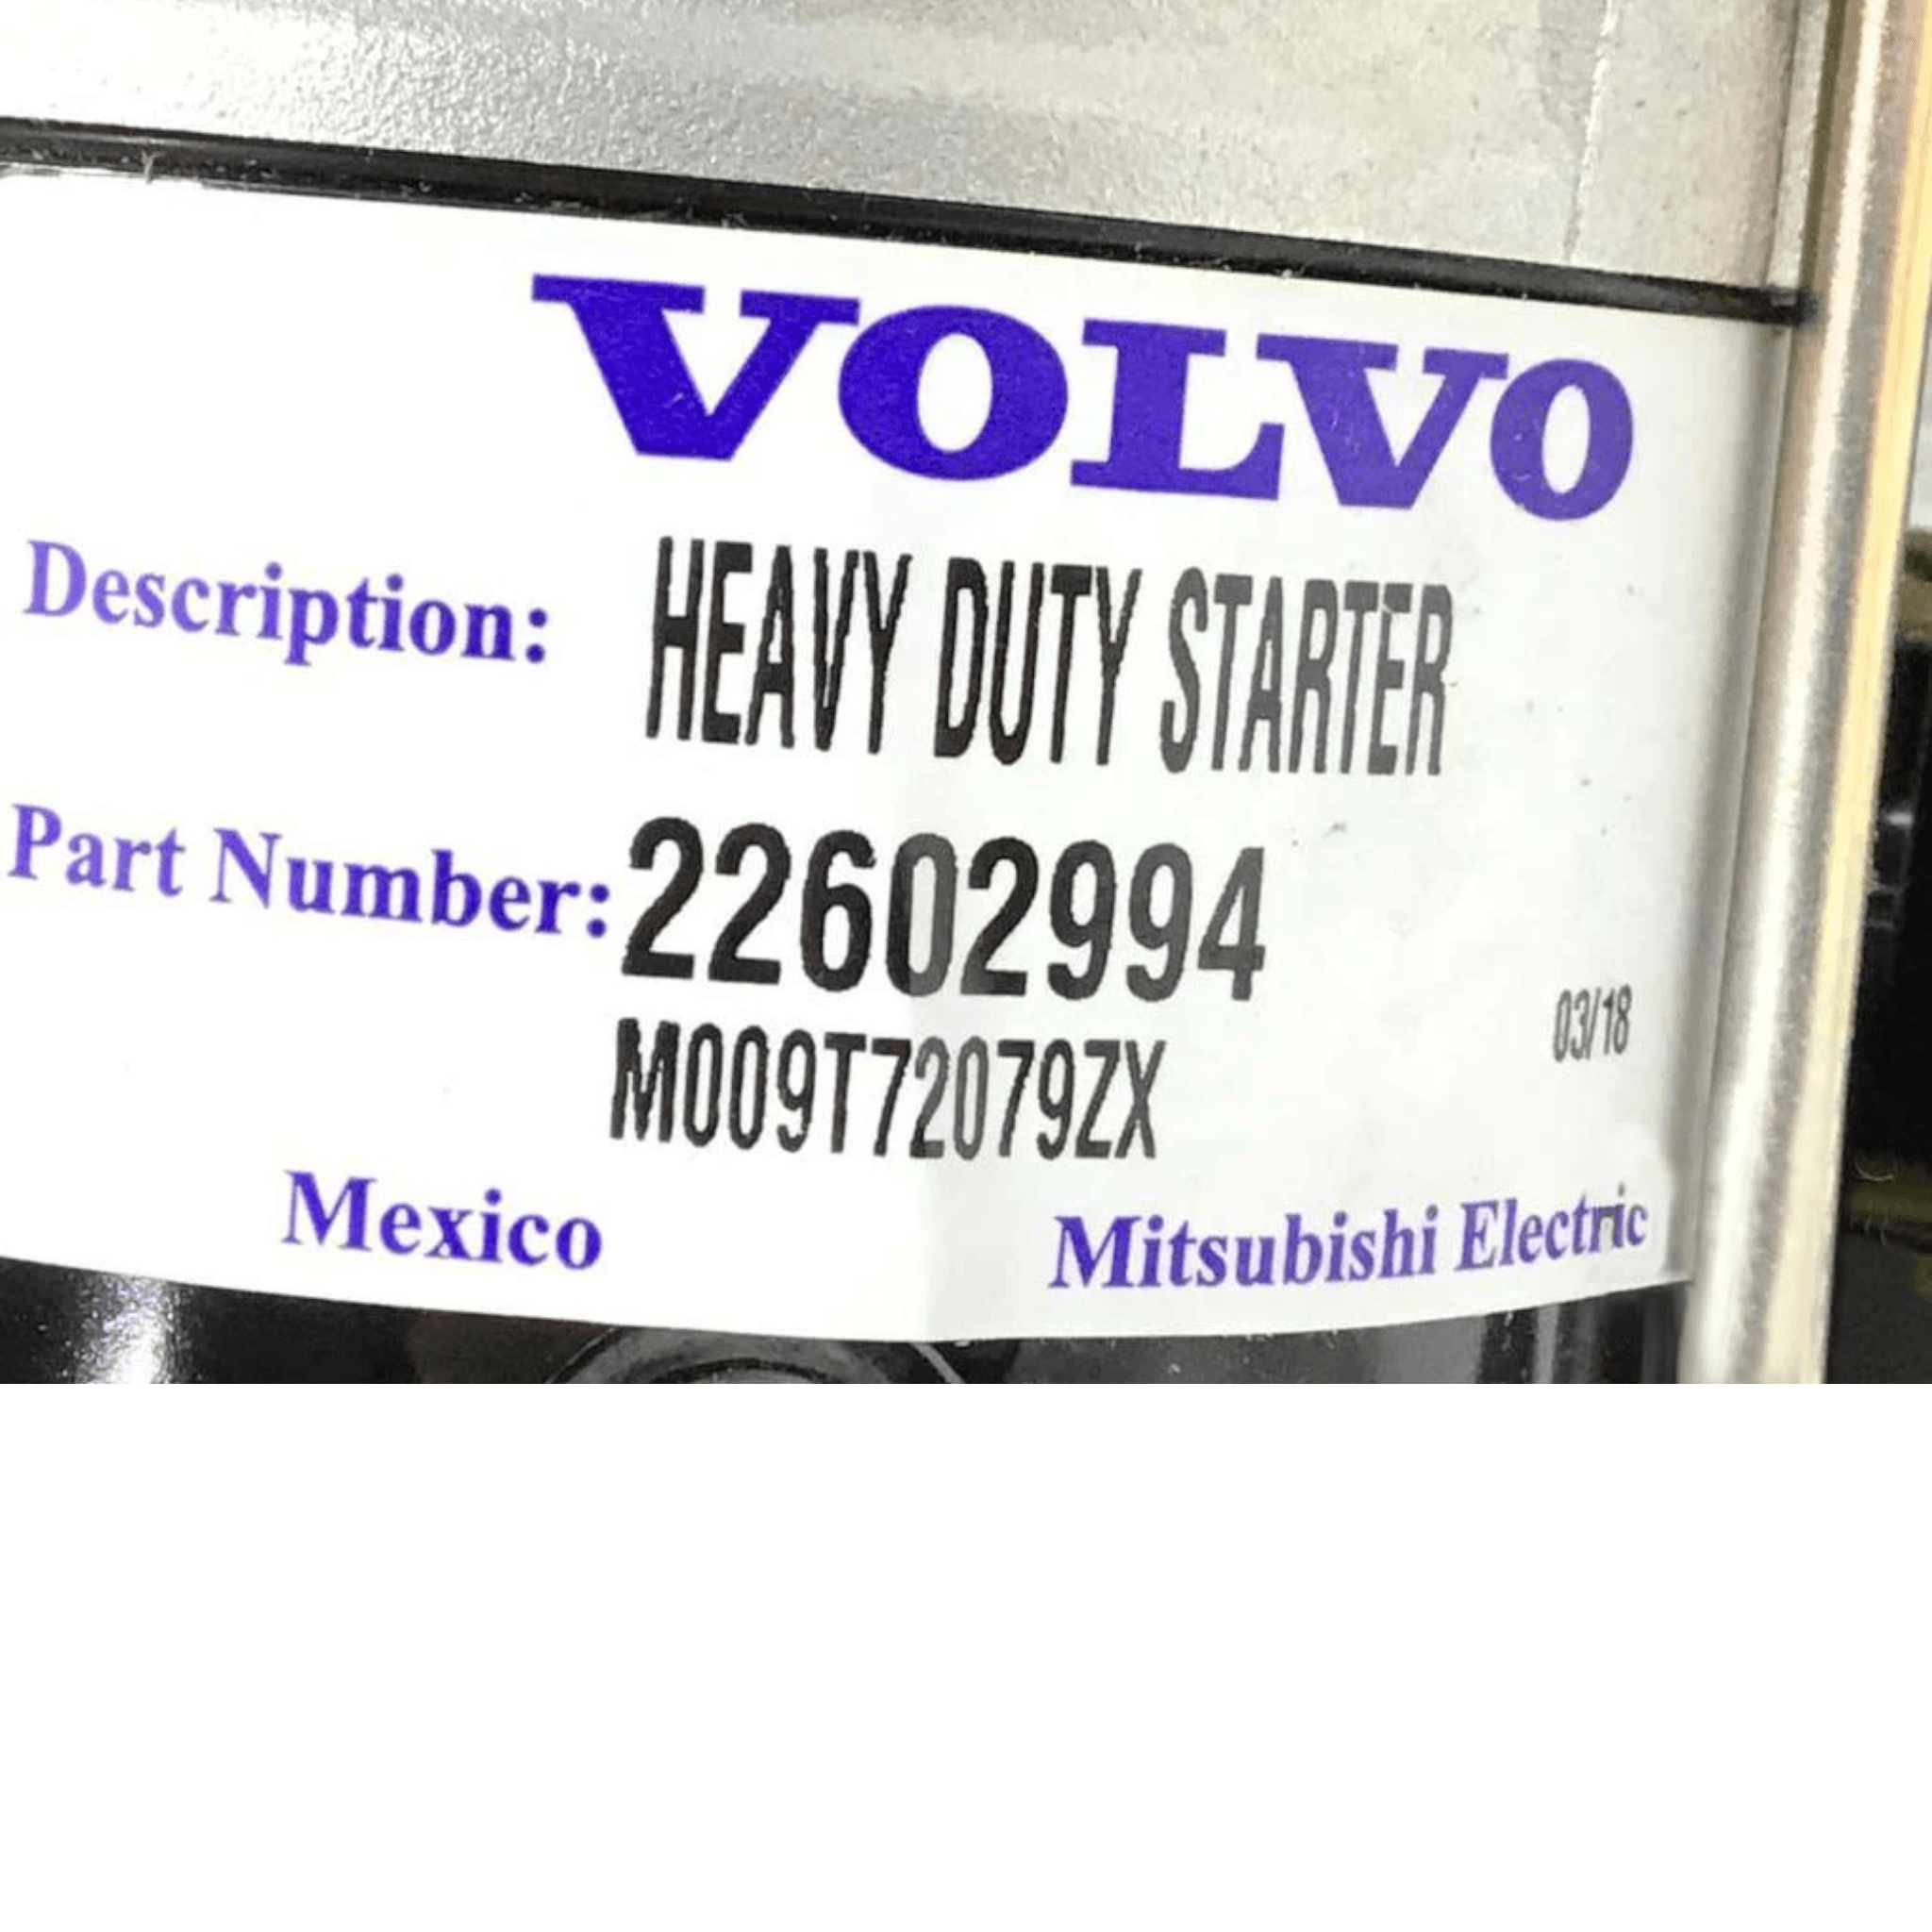 VOLVO
Description: HEAVY DUTY STARTER
Part Number: 22602994
M009T72079ZX 03/18
Mexico Mitsubishi Electric